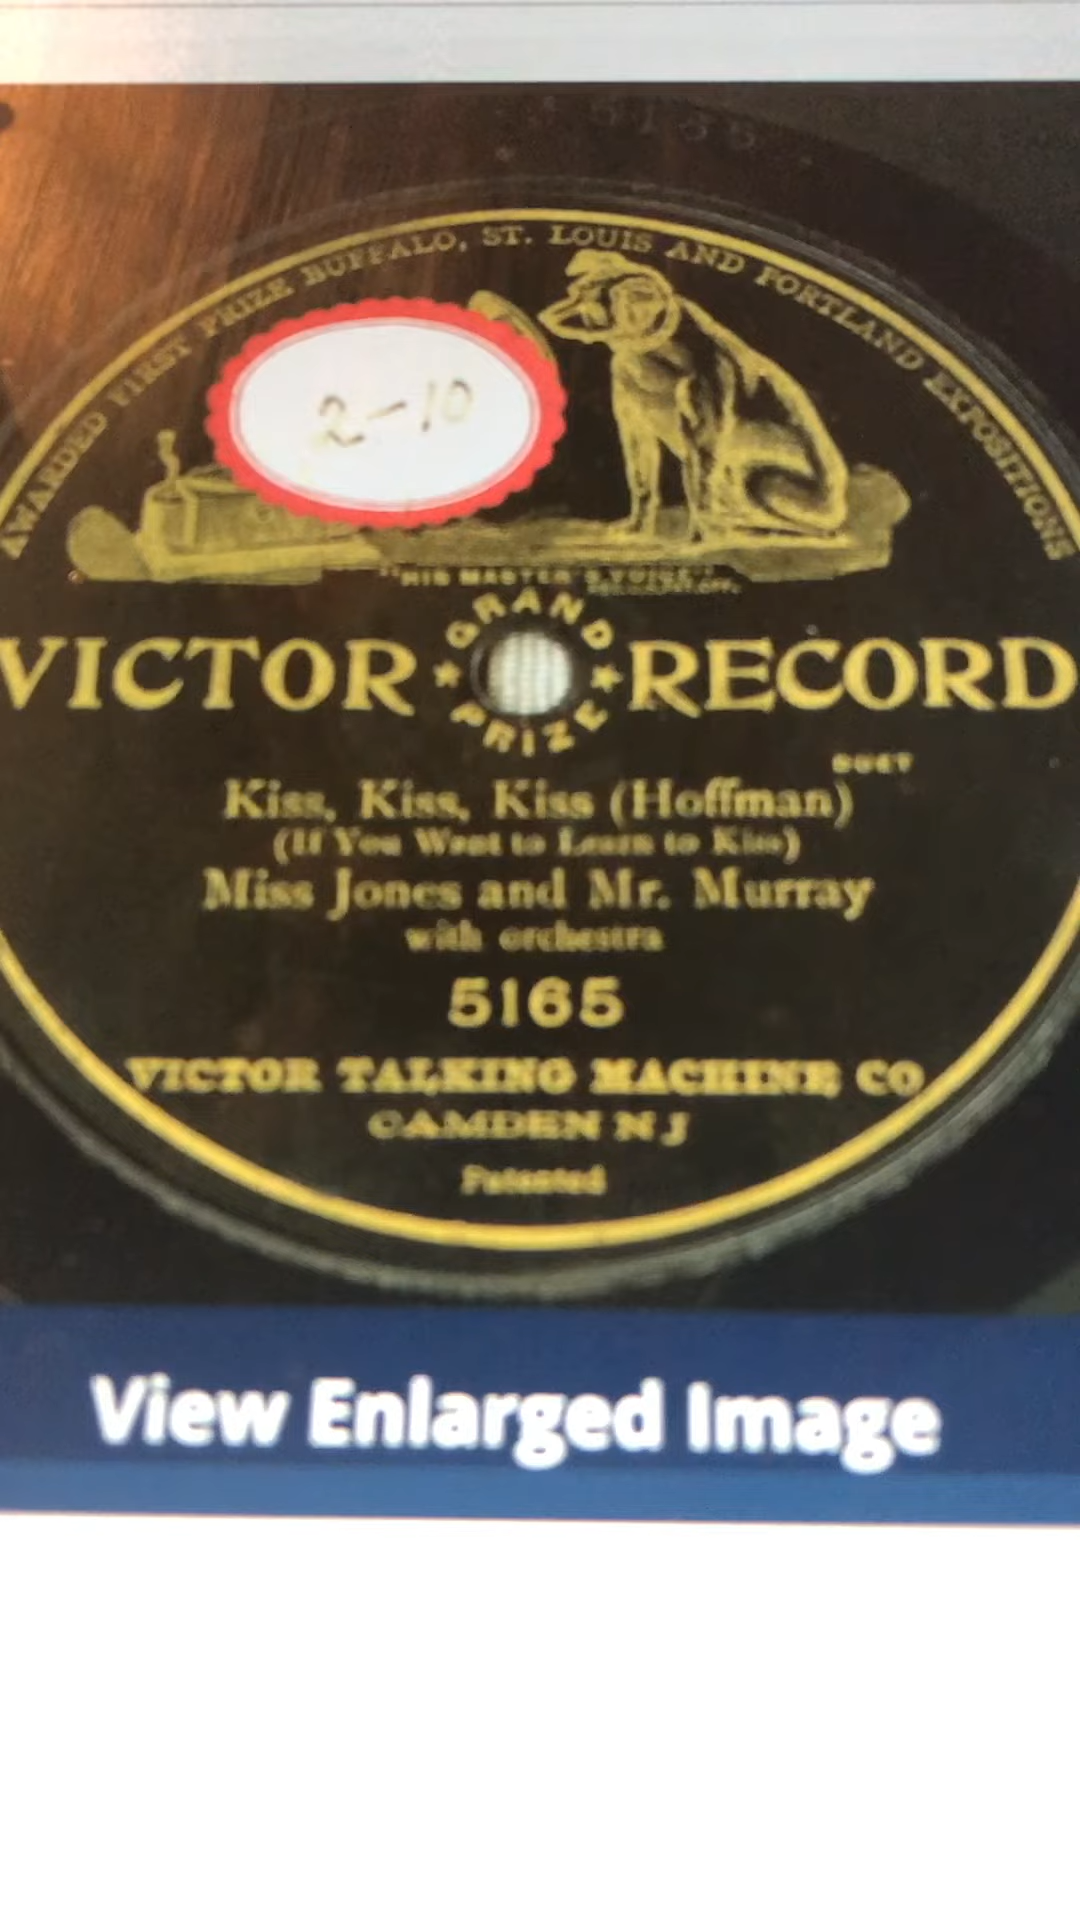 5165
AWARDED FIRST PRIZE BUFFALO, ST. LOUIS AND PORTLAND EXPOSITIONS
2-10
"HIS MASTER'S VOICE"
VICTOR GRAND PRIZE RECORD
DUET
Kiss, Kiss, Kiss (Hoffman)
(If You Want to Learn to Kiss)
Miss Jones and Mr. Murray
with orchestra
5165
VICTOR TALKING MACHINE CO
CAMDEN N J
Patented
View Enlarged Image